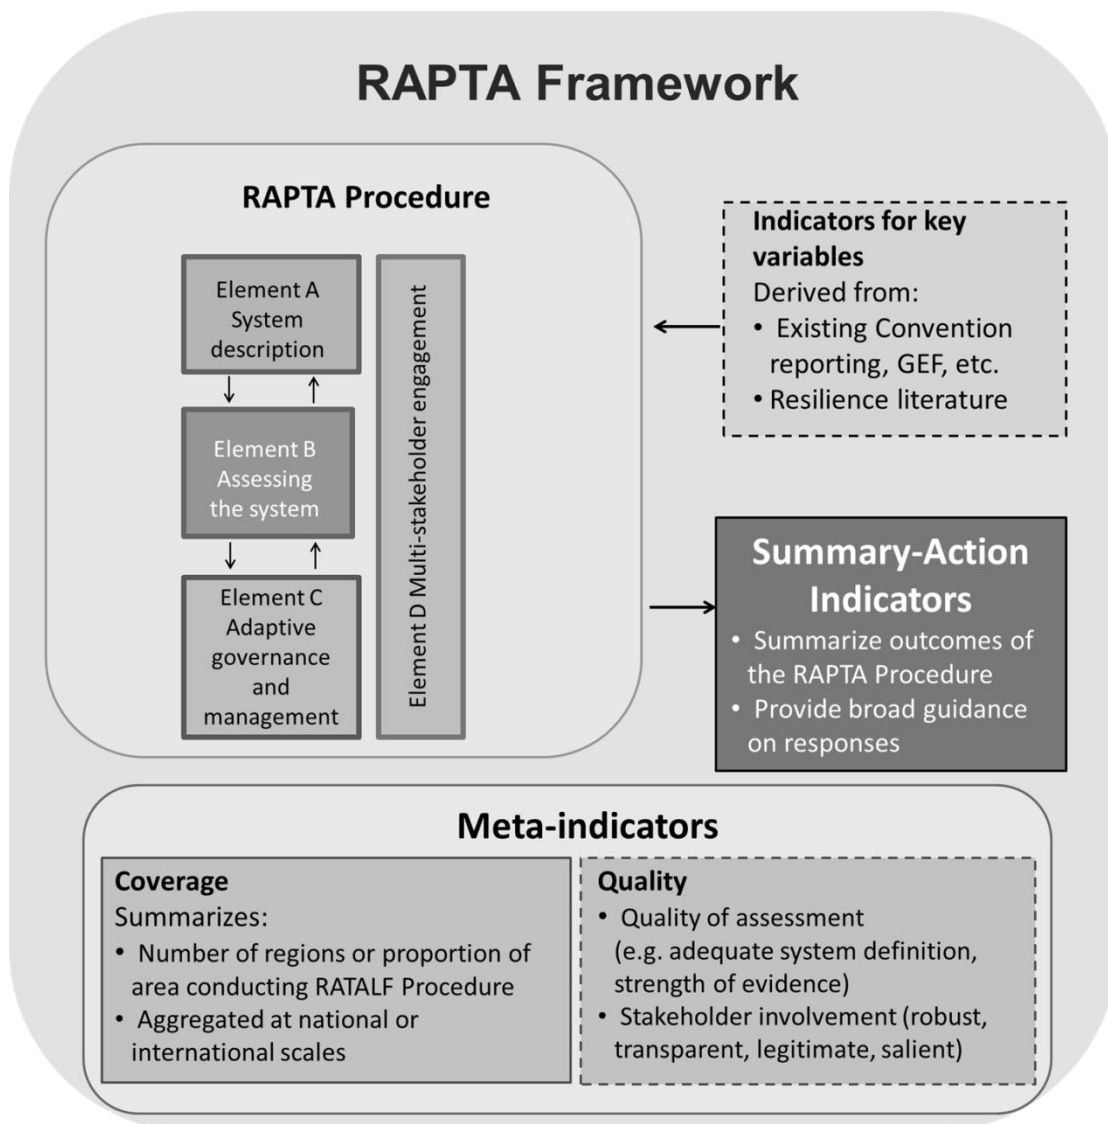 RAPTA Framework
RAPTA Procedure
Element A
System
description
Element B
Assessing
the system
Element C
Adaptive
governance
and
management
Element D Multi-stakeholder engagement
Indicators for key
variables
Derived from:
• Existing Convention
reporting, GEF, etc.
• Resilience literature
Summary-Action
Indicators
• Summarize outcomes of
the RAPTA Procedure
• Provide broad guidance
on responses
Meta-indicators
Coverage
Summarizes:
• Number of regions or proportion of
area conducting RATALF Procedure
• Aggregated at national or
international scales
Quality
• Quality of assessment
(e.g. adequate system definition,
strength of evidence)
• Stakeholder involvement (robust,
transparent, legitimate, salient)